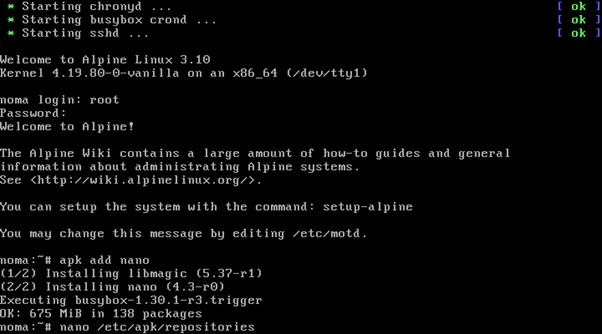 * Starting chronyd ... [ ok ]
* Starting busybox crond ... [ ok ]
* Starting sshd ... [ ok ]
Welcome to Alpine Linux 3.10
Kernel 4.19.80-0-vanilla on an x86_64 (/dev/tty1)
noma login: root
Password:
Welcome to Alpine!
The Alpine Wiki contains a large amount of how-to guides and general
information about administrating Alpine systems.
See <http://wiki.alpinelinux.org/>.
You can setup the system with the command: setup-alpine
You may change this message by editing /etc/motd.
noma:~# apk add nano
(1/2) Installing libmagic (5.37-r1)
(2/2) Installing nano (4.3-r0)
Executing busybox-1.30.1-r3.trigger
OK: 675 MiB in 138 packages
noma:~# nano /etc/apk/repositories